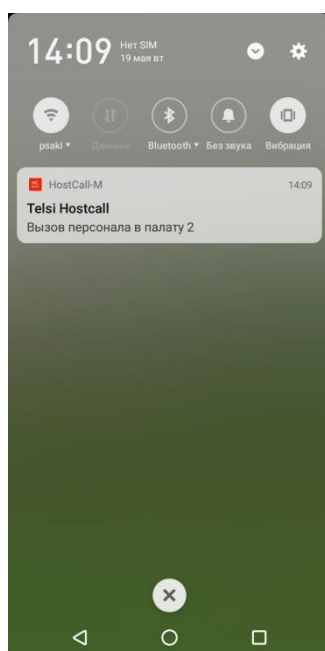 14:09
Нет SIM
19 мая вт
psaki
Данные
Bluetooth
Без звука
Вибрация
HostCall-M
14:09
Telsi Hostcall
Вызов персонала в палату 2